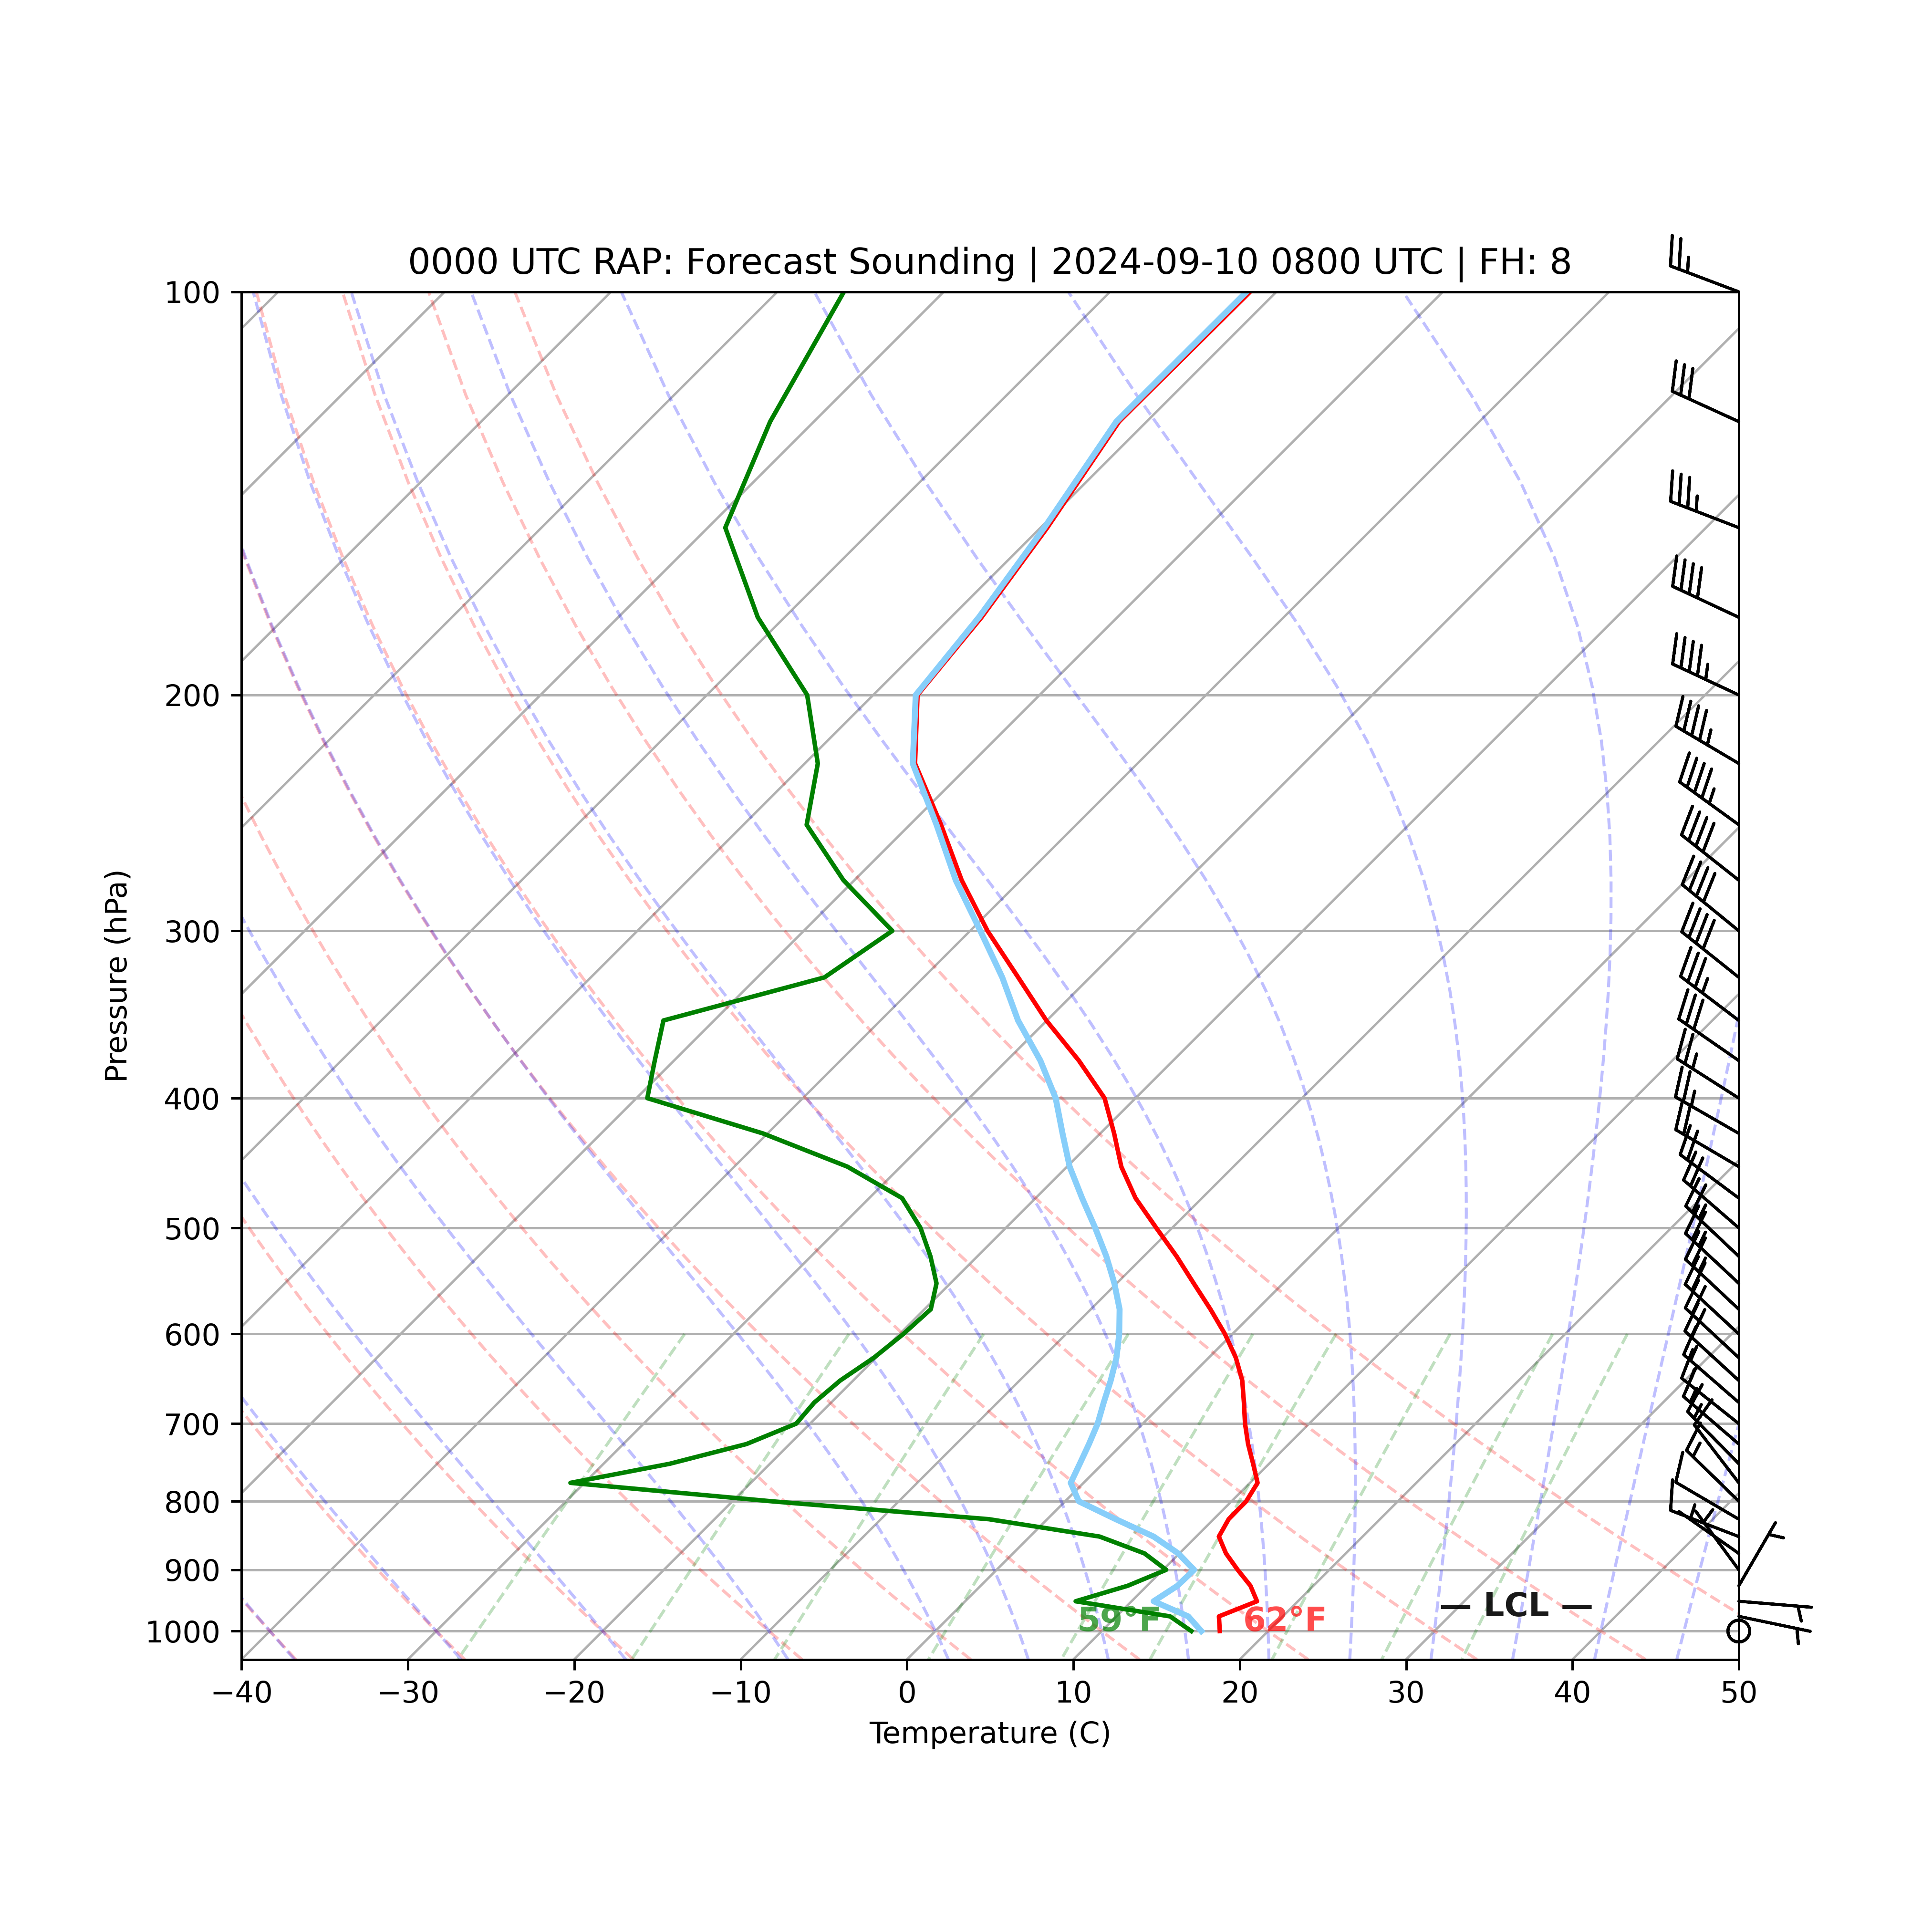 0000 UTC RAP: Forecast Sounding | 2024-09-10 0800 UTC | FH: 8
100
200
300
400
500
600
700
800
900
1000
Pressure (hPa)
59°F
62°F
— LCL —
−40 −30 −20 −10 0 10 20 30 40 50
Temperature (C)